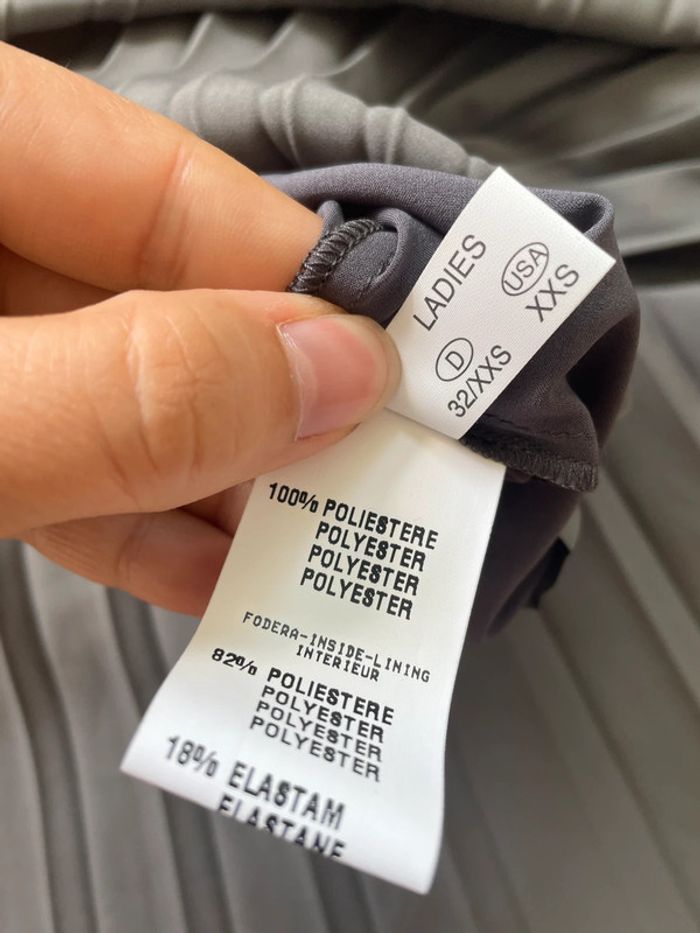 LADIES
USA
XXS
D
32/XXS
100% POLIESTERE
POLYESTER
POLYESTER
POLYESTER
FODERA-INSIDE-LINING
INTERIEUR
82% POLIESTERE
POLYESTER
POLYESTER
POLYESTER
18% ELASTAM
ELASTANE